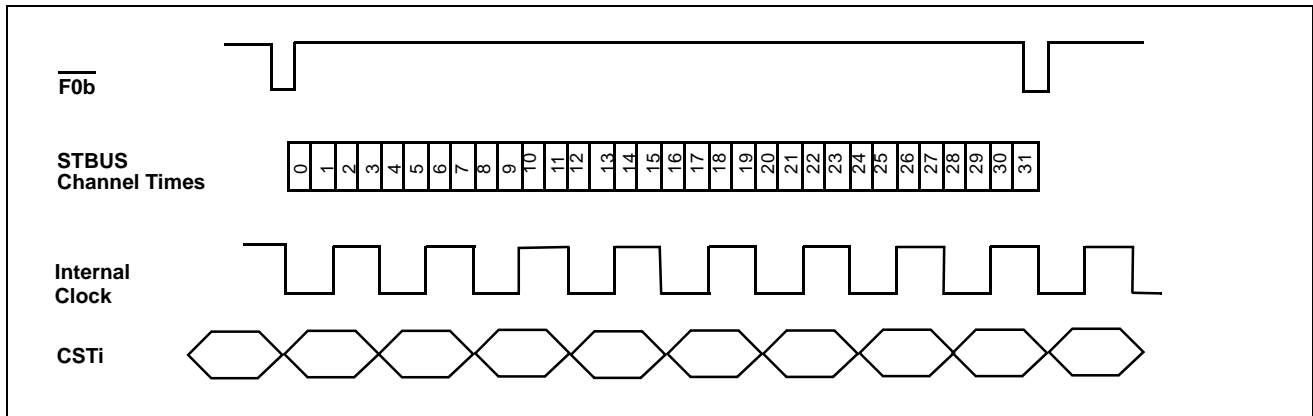 F0b
STBUS
Channel Times
0 1 2 3 4 5 6 7 8 9 10 11 12 13 14 15 16 17 18 19 20 21 22 23 24 25 26 27 28 29 30 31
Internal
Clock
CSTi